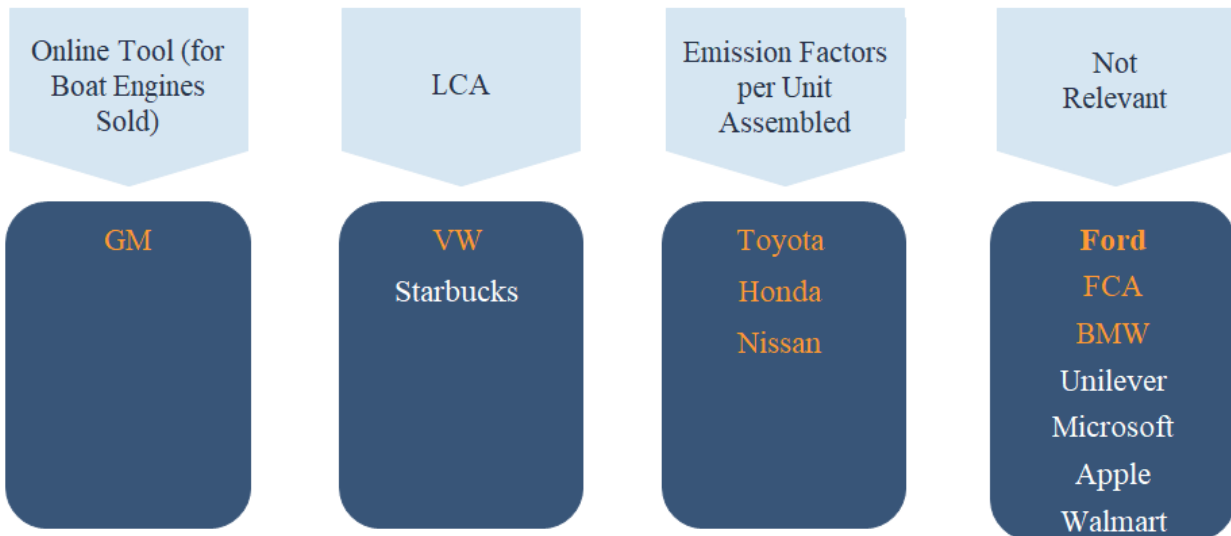 Online Tool (for
Boat Engines
Sold)
GM
LCA
VW
Starbucks
Emission Factors
per Unit
Assembled
Toyota
Honda
Nissan
Not
Relevant
Ford
FCA
BMW
Unilever
Microsoft
Apple
Walmart